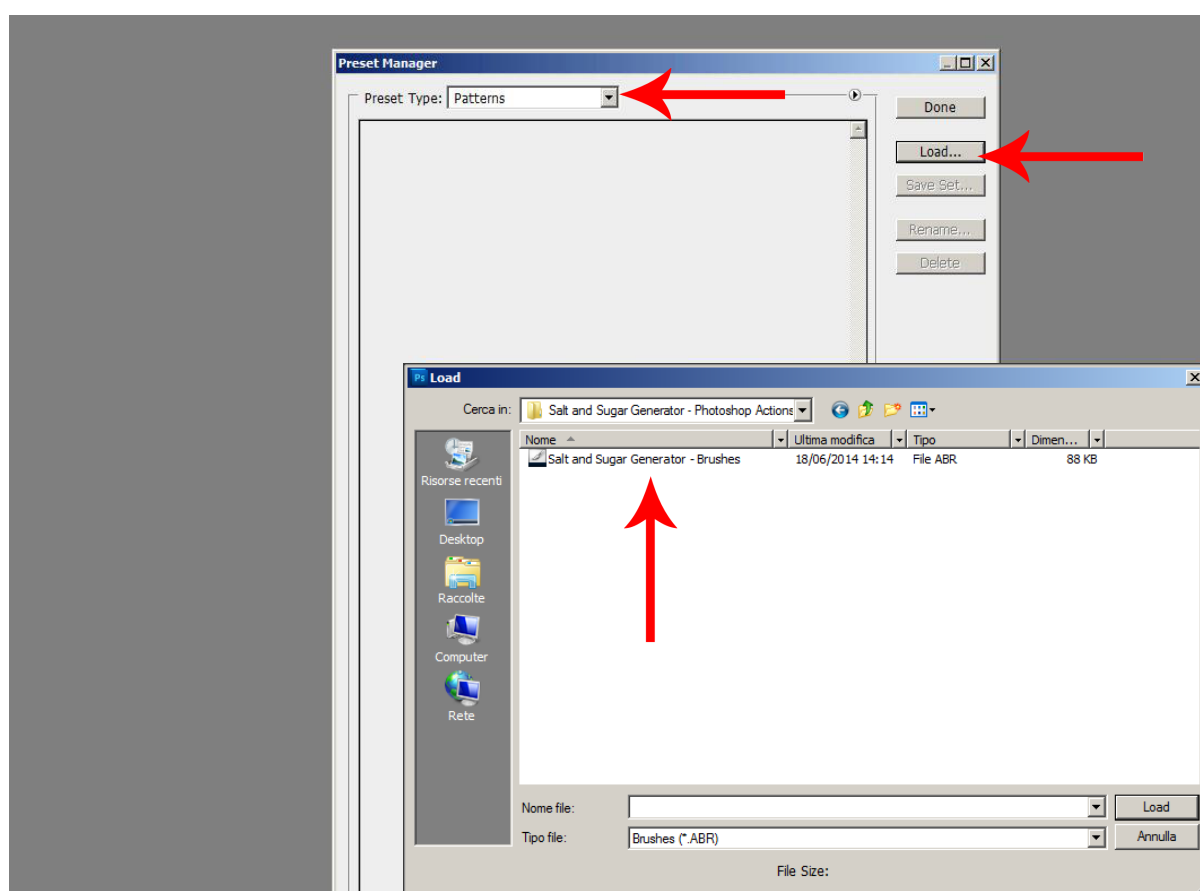 Preset Manager
Preset Type: Patterns
Done
Load...
Save Set...
Rename...
Delete
Ps Load
Cerca in: Salt and Sugar Generator - Photoshop Actions
Nome Ultima modifica Tipo Dimen...
Salt and Sugar Generator - Brushes 18/06/2014 14:14 File ABR 88 KB
Risorse recenti
Desktop
Raccolte
Computer
Rete
Nome file: Load
Tipo file: Brushes (*.ABR) Annulla
File Size: